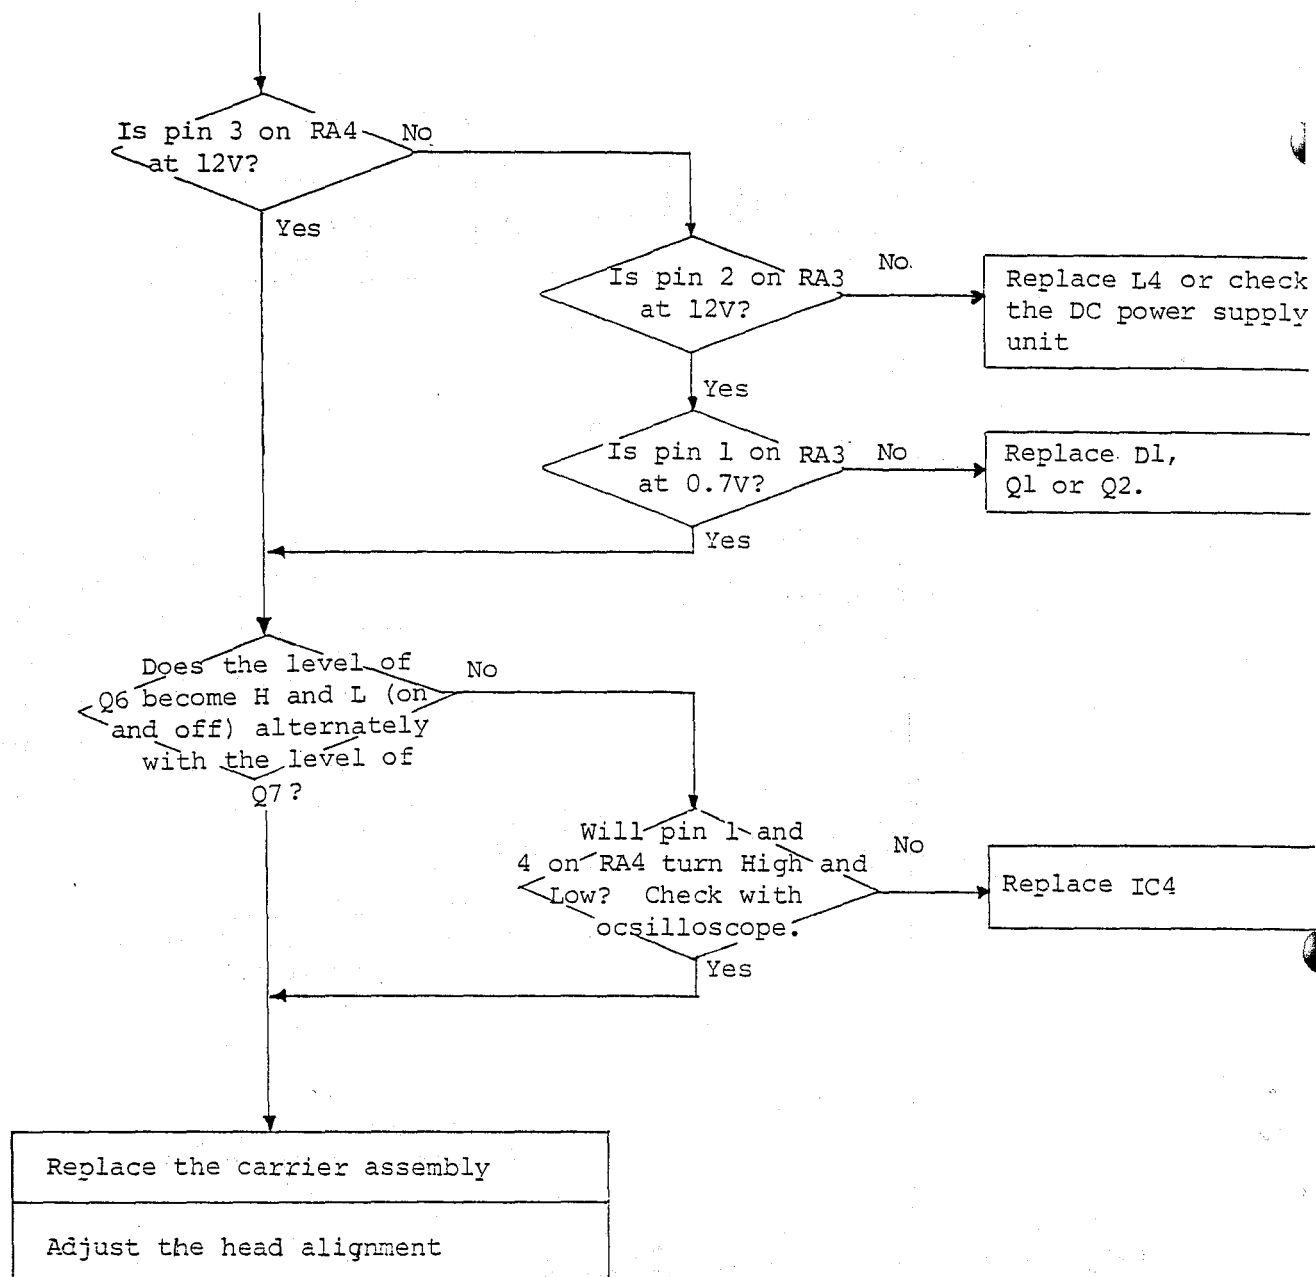 Is pin 3 on RA4
at 12V?
No
Yes
Is pin 2 on RA3
at 12V?
No
Replace L4 or check
the DC power supply
unit
Yes
Is pin 1 on RA3
at 0.7V?
No
Replace D1,
Q1 or Q2.
Yes
Does the level of
Q6 become H and L (on
and off) alternately
with the level of
Q7?
No
Will pin 1 and
4 on RA4 turn High and
Low? Check with
ocsilloscope.
No
Replace IC4
Yes
Replace the carrier assembly
Adjust the head alignment